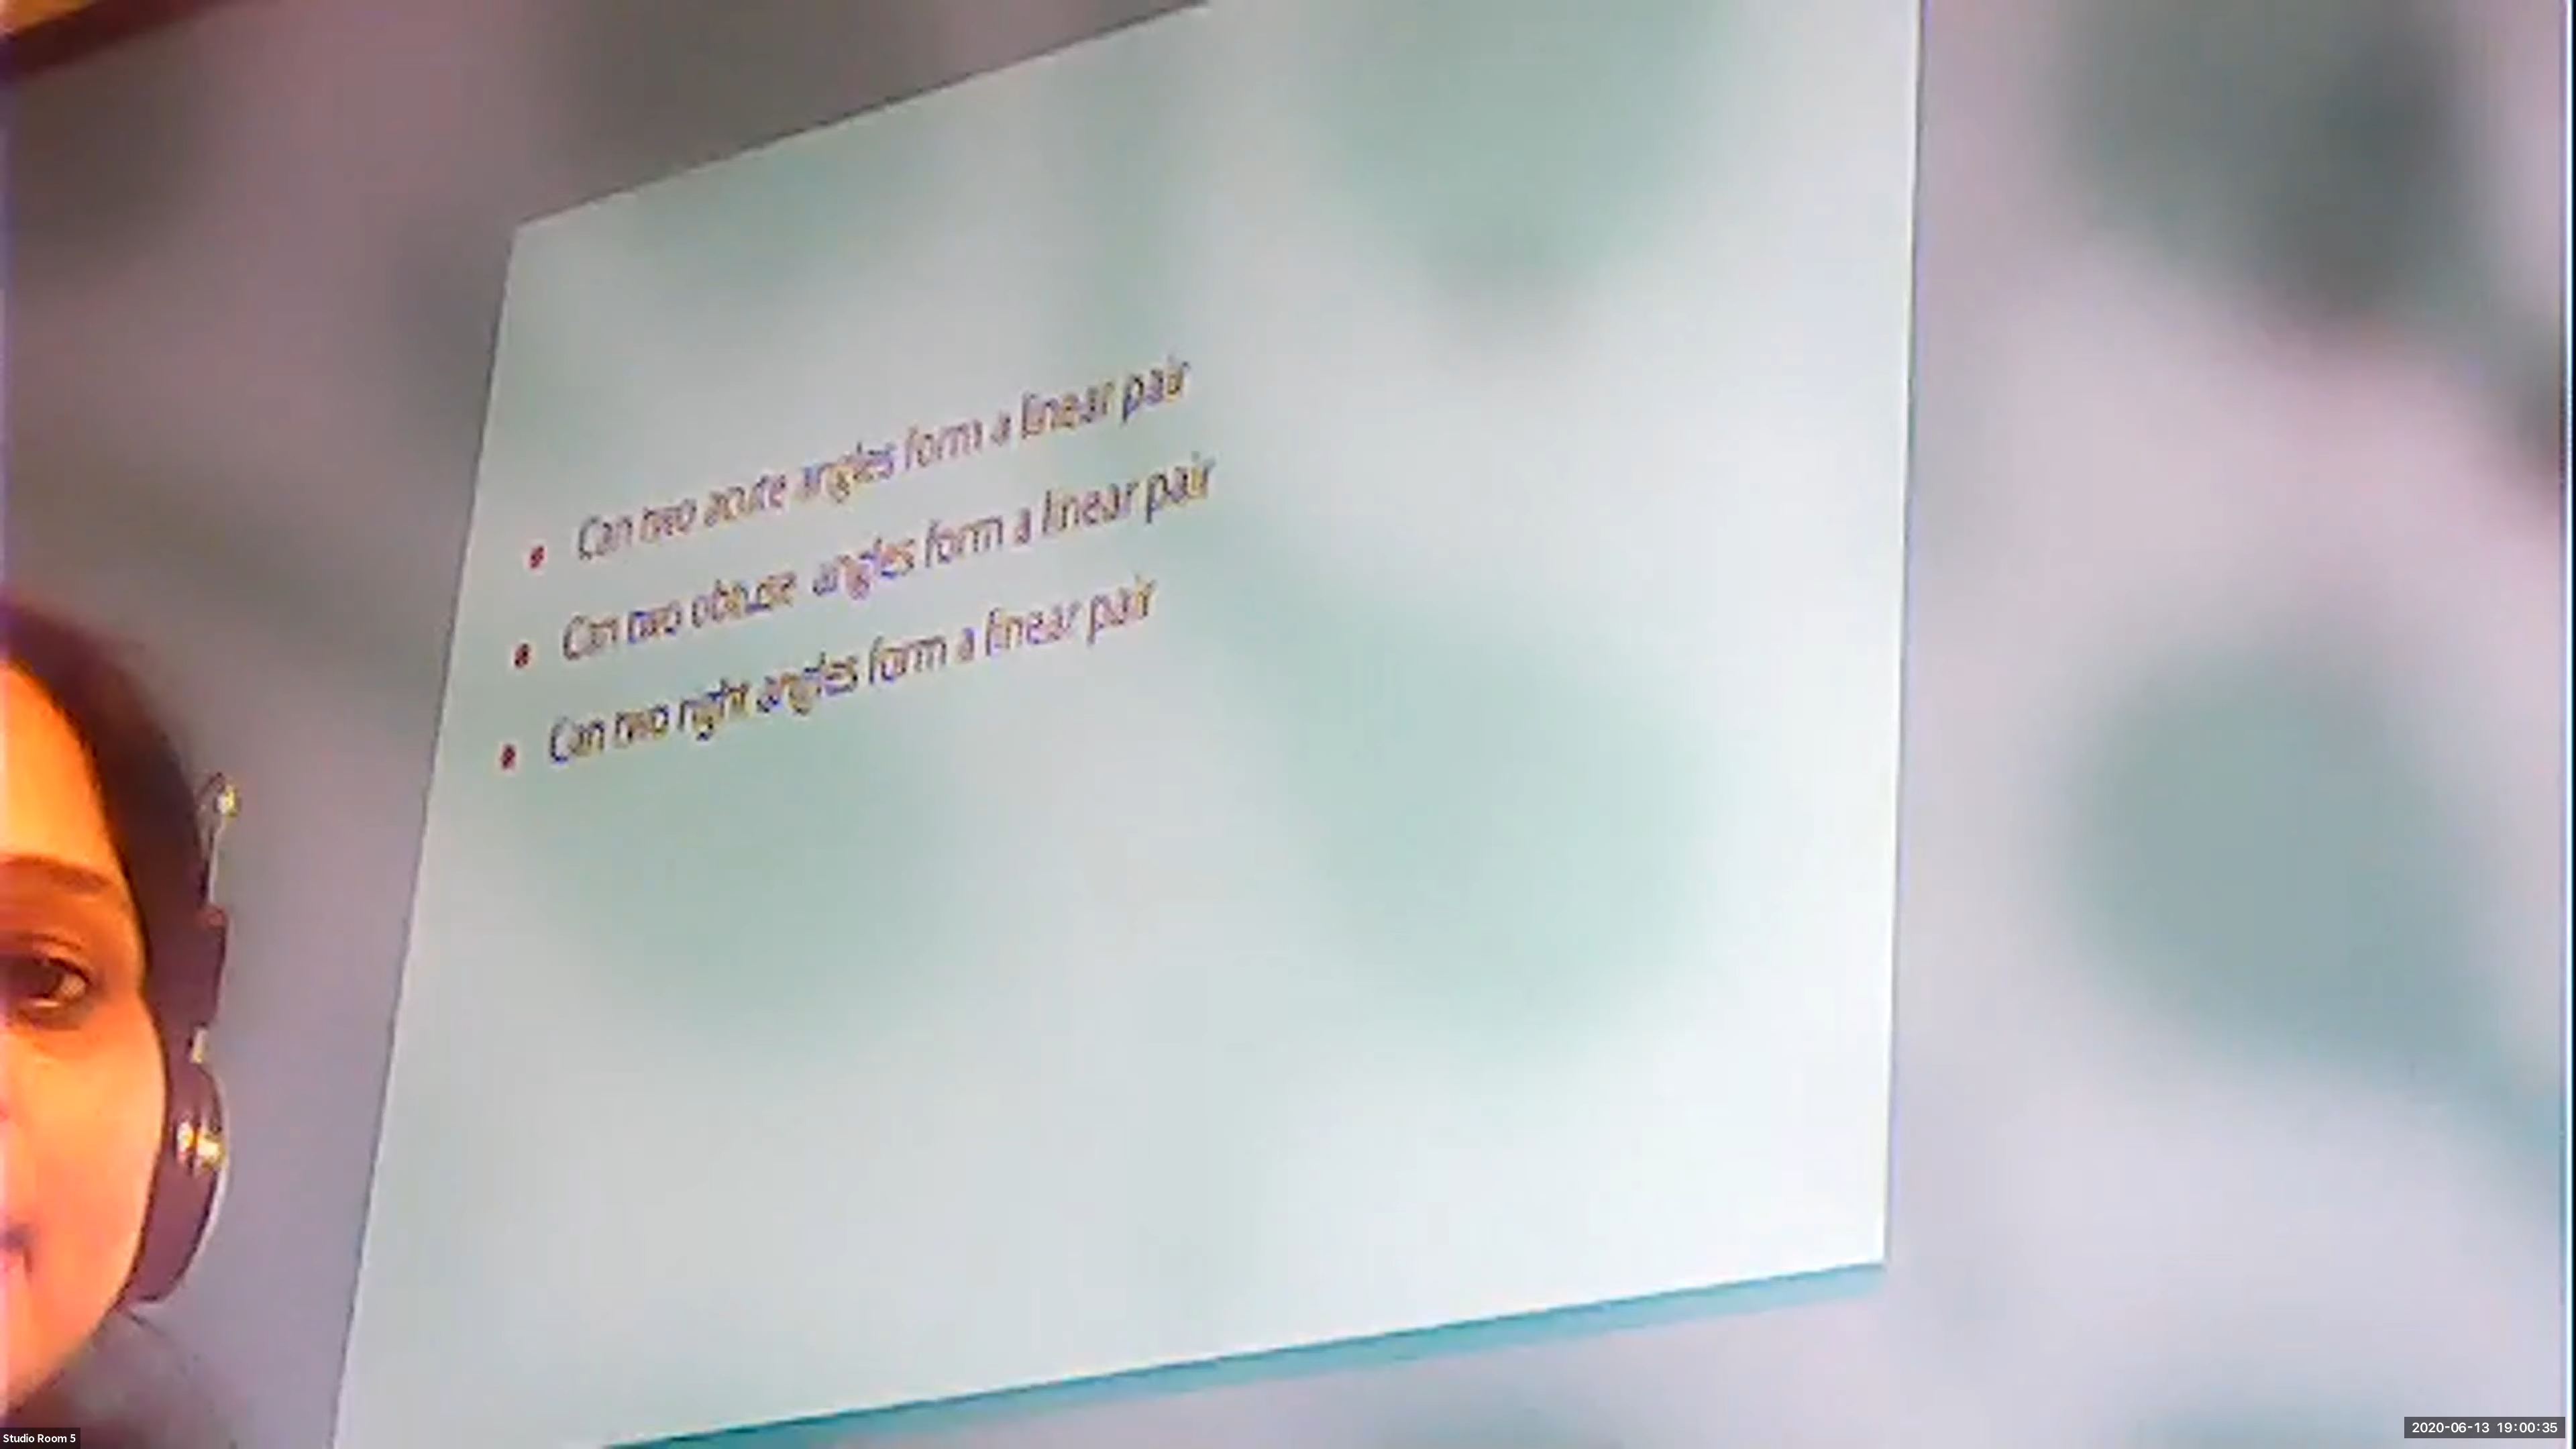 Can two acute angles form a linear pair
Can two obtuse angles form a linear pair
Can two right angles form a linear pair
Studio Room 5
2020-06-13 19:00:35